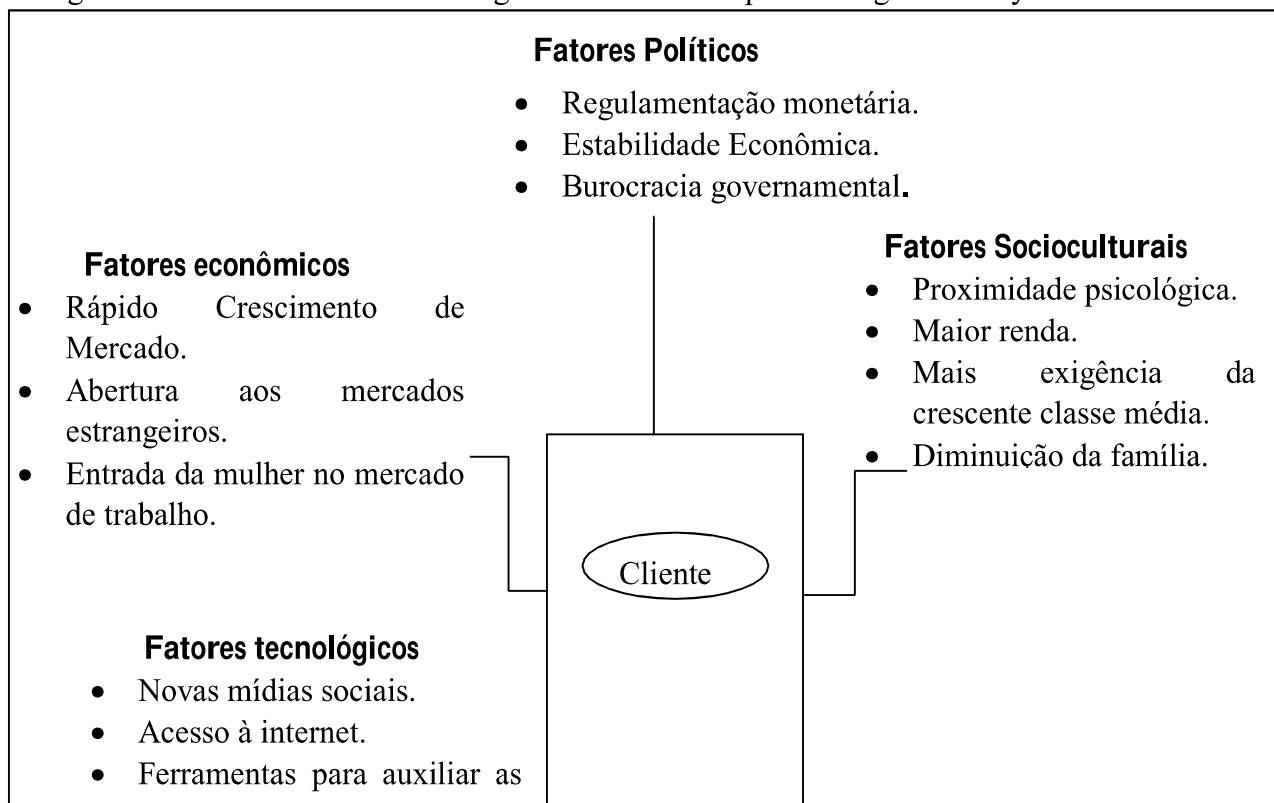 Fatores Políticos
• Regulamentação monetária.
• Estabilidade Econômica.
• Burocracia governamental.
Fatores econômicos
• Rápido Crescimento de
Mercado.
• Abertura aos mercados
estrangeiros.
• Entrada da mulher no mercado
de trabalho.
Fatores Socioculturais
• Proximidade psicológica.
• Maior renda.
• Mais exigência da
crescente classe média.
• Diminuição da família.
Cliente
Fatores tecnológicos
• Novas mídias sociais.
• Acesso à internet.
• Ferramentas para auxiliar as